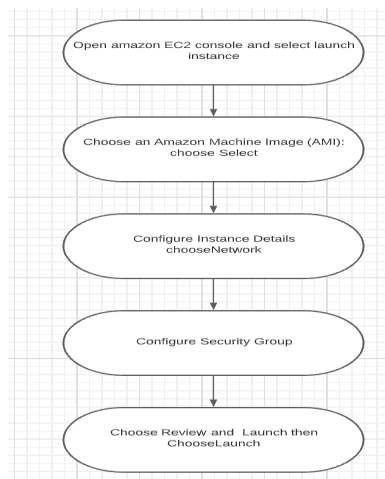 Open amazon EC2 console and select launch
instance
Choose an Amazon Machine Image (AMI):
choose Select
Configure Instance Details
chooseNetwork
Configure Security Group
Choose Review and Launch then
ChooseLaunch